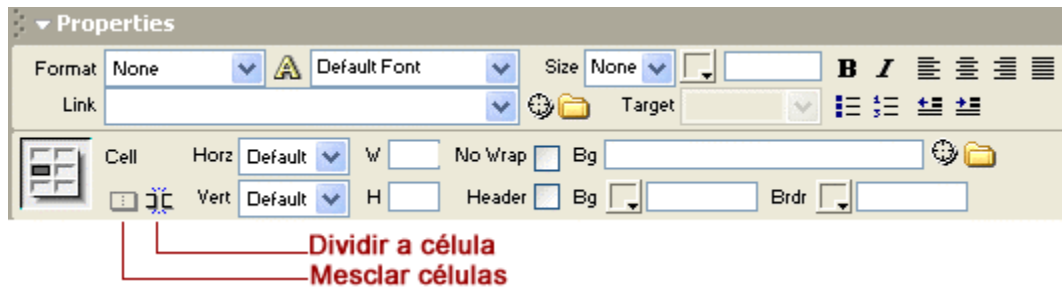 Properties
Format None Default Font Size None B I
Link Target
Cell Horz Default W No Wrap Bg
Vert Default H Header Bg Brdr
Dividir a célula
Mesclar células